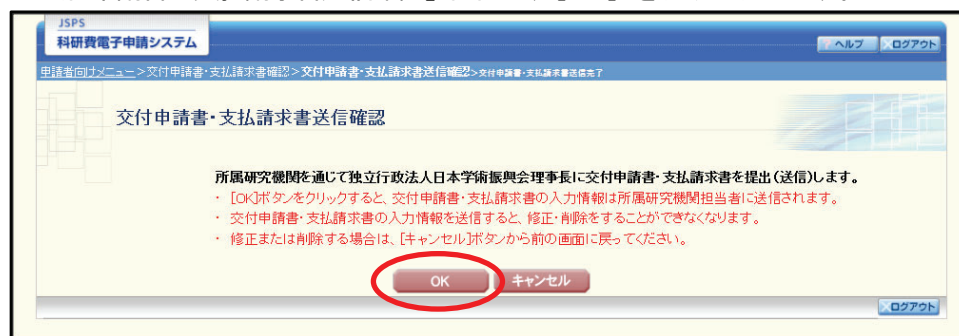 JSPS
科研費電子申請システム
ヘルプ
ログアウト
申請者向けメニュー>交付申請書・支払請求書確認>交付申請書・支払請求書送信確認>交付申請書・支払請求書送信完了
交付申請書・支払請求書送信確認
所属研究機関を通じて独立行政法人日本学術振興会理事長に交付申請書・支払請求書を提出(送信)します。
・ [OK]ボタンをクリックすると、交付申請書・支払請求書の入力情報は所属研究機関担当者に送信されます。
・ 交付申請書・支払請求書の入力情報を送信すると、修正・削除をすることができなくなります。
・ 修正または削除する場合は、[キャンセル]ボタンから前の画面に戻ってください。
OK
キャンセル
ログアウト